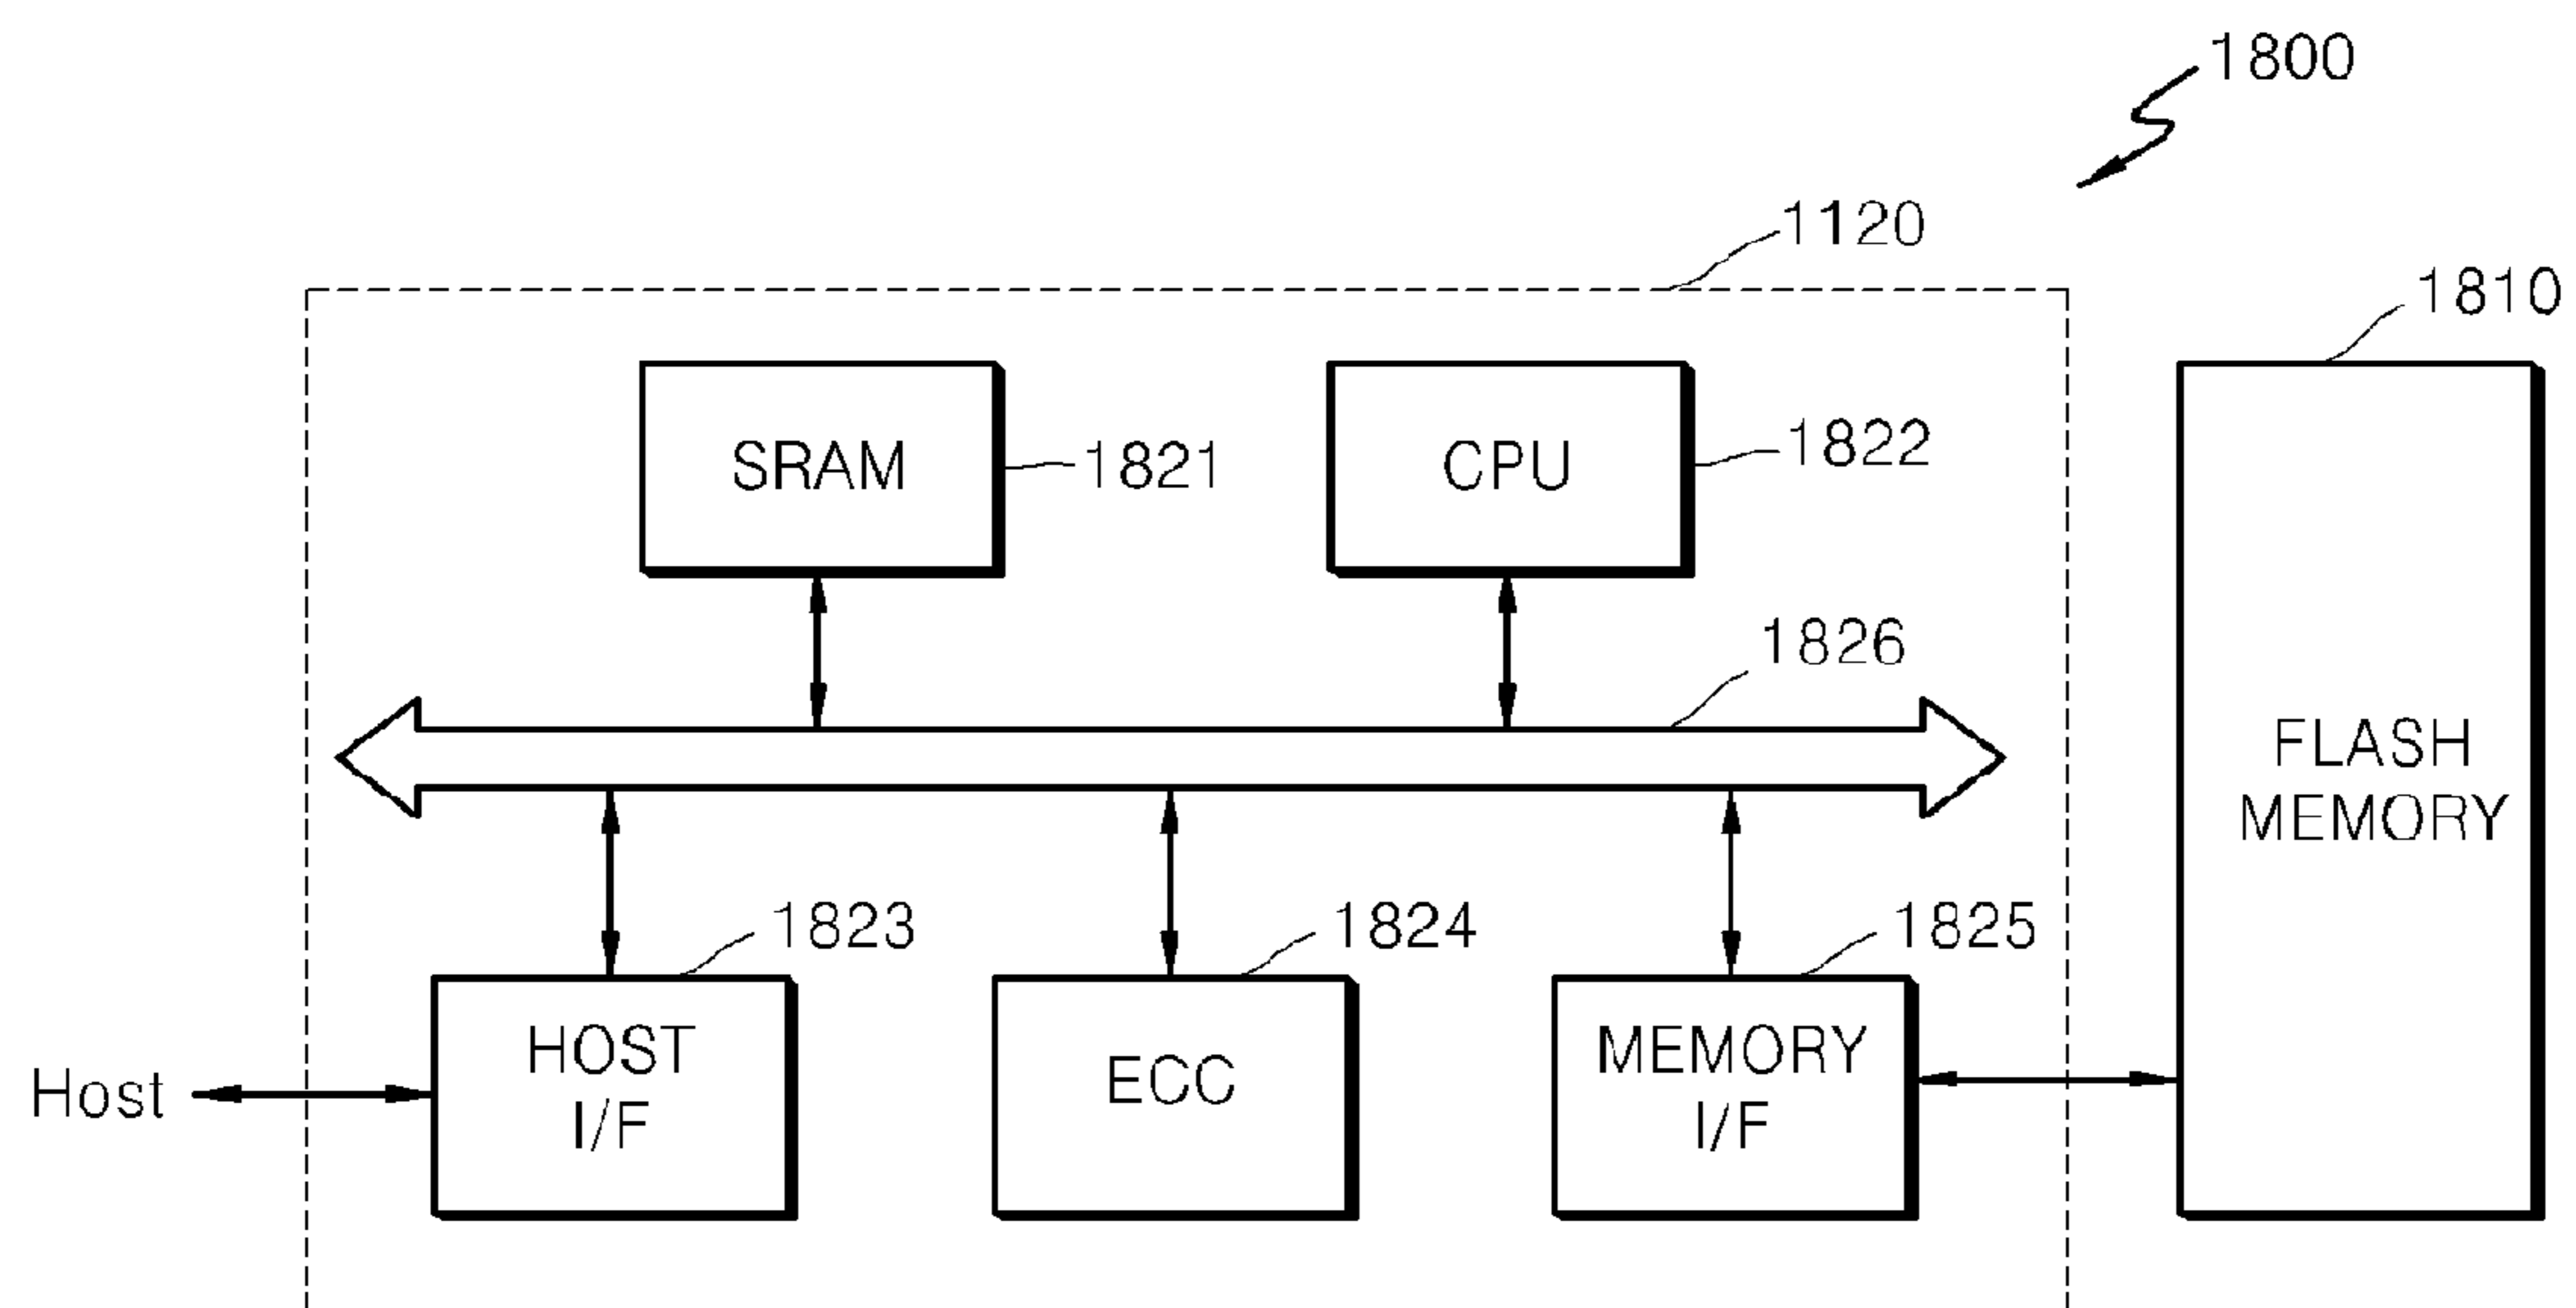 1800
1120
1810
SRAM
1821
CPU
1822
1826
FLASH
MEMORY
1823
1824
1825
HOST
I/F
ECC
MEMORY
I/F
Host